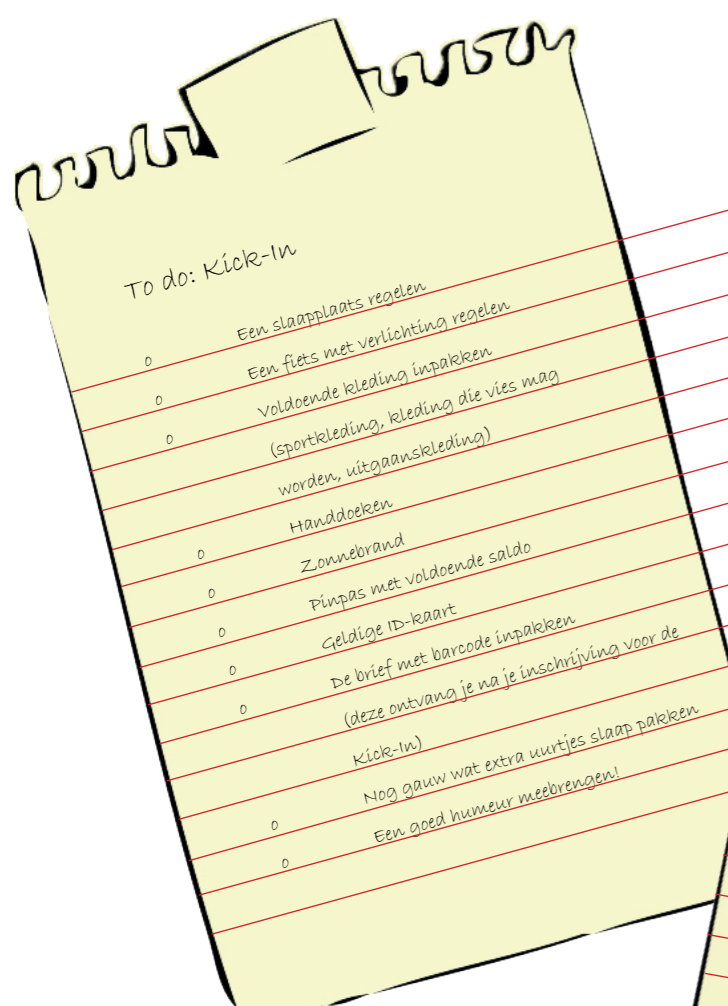 To do: Kick-In
o Een slaapplaats regelen
o Een fiets met verlichting regelen
o Voldoende kleding inpakken
(sportkleding, kleding die vies mag
worden, uitgaanskleding)
o Handdoeken
o Zonnebrand
o Pinpas met voldoende saldo
o Geldige ID-kaart
o De brief met barcode inpakken
(deze ontvang je na je inschrijving voor de
Kick-In)
o Nog gauw wat extra uurtjes slaap pakken
o Een goed humeur meebrengen!